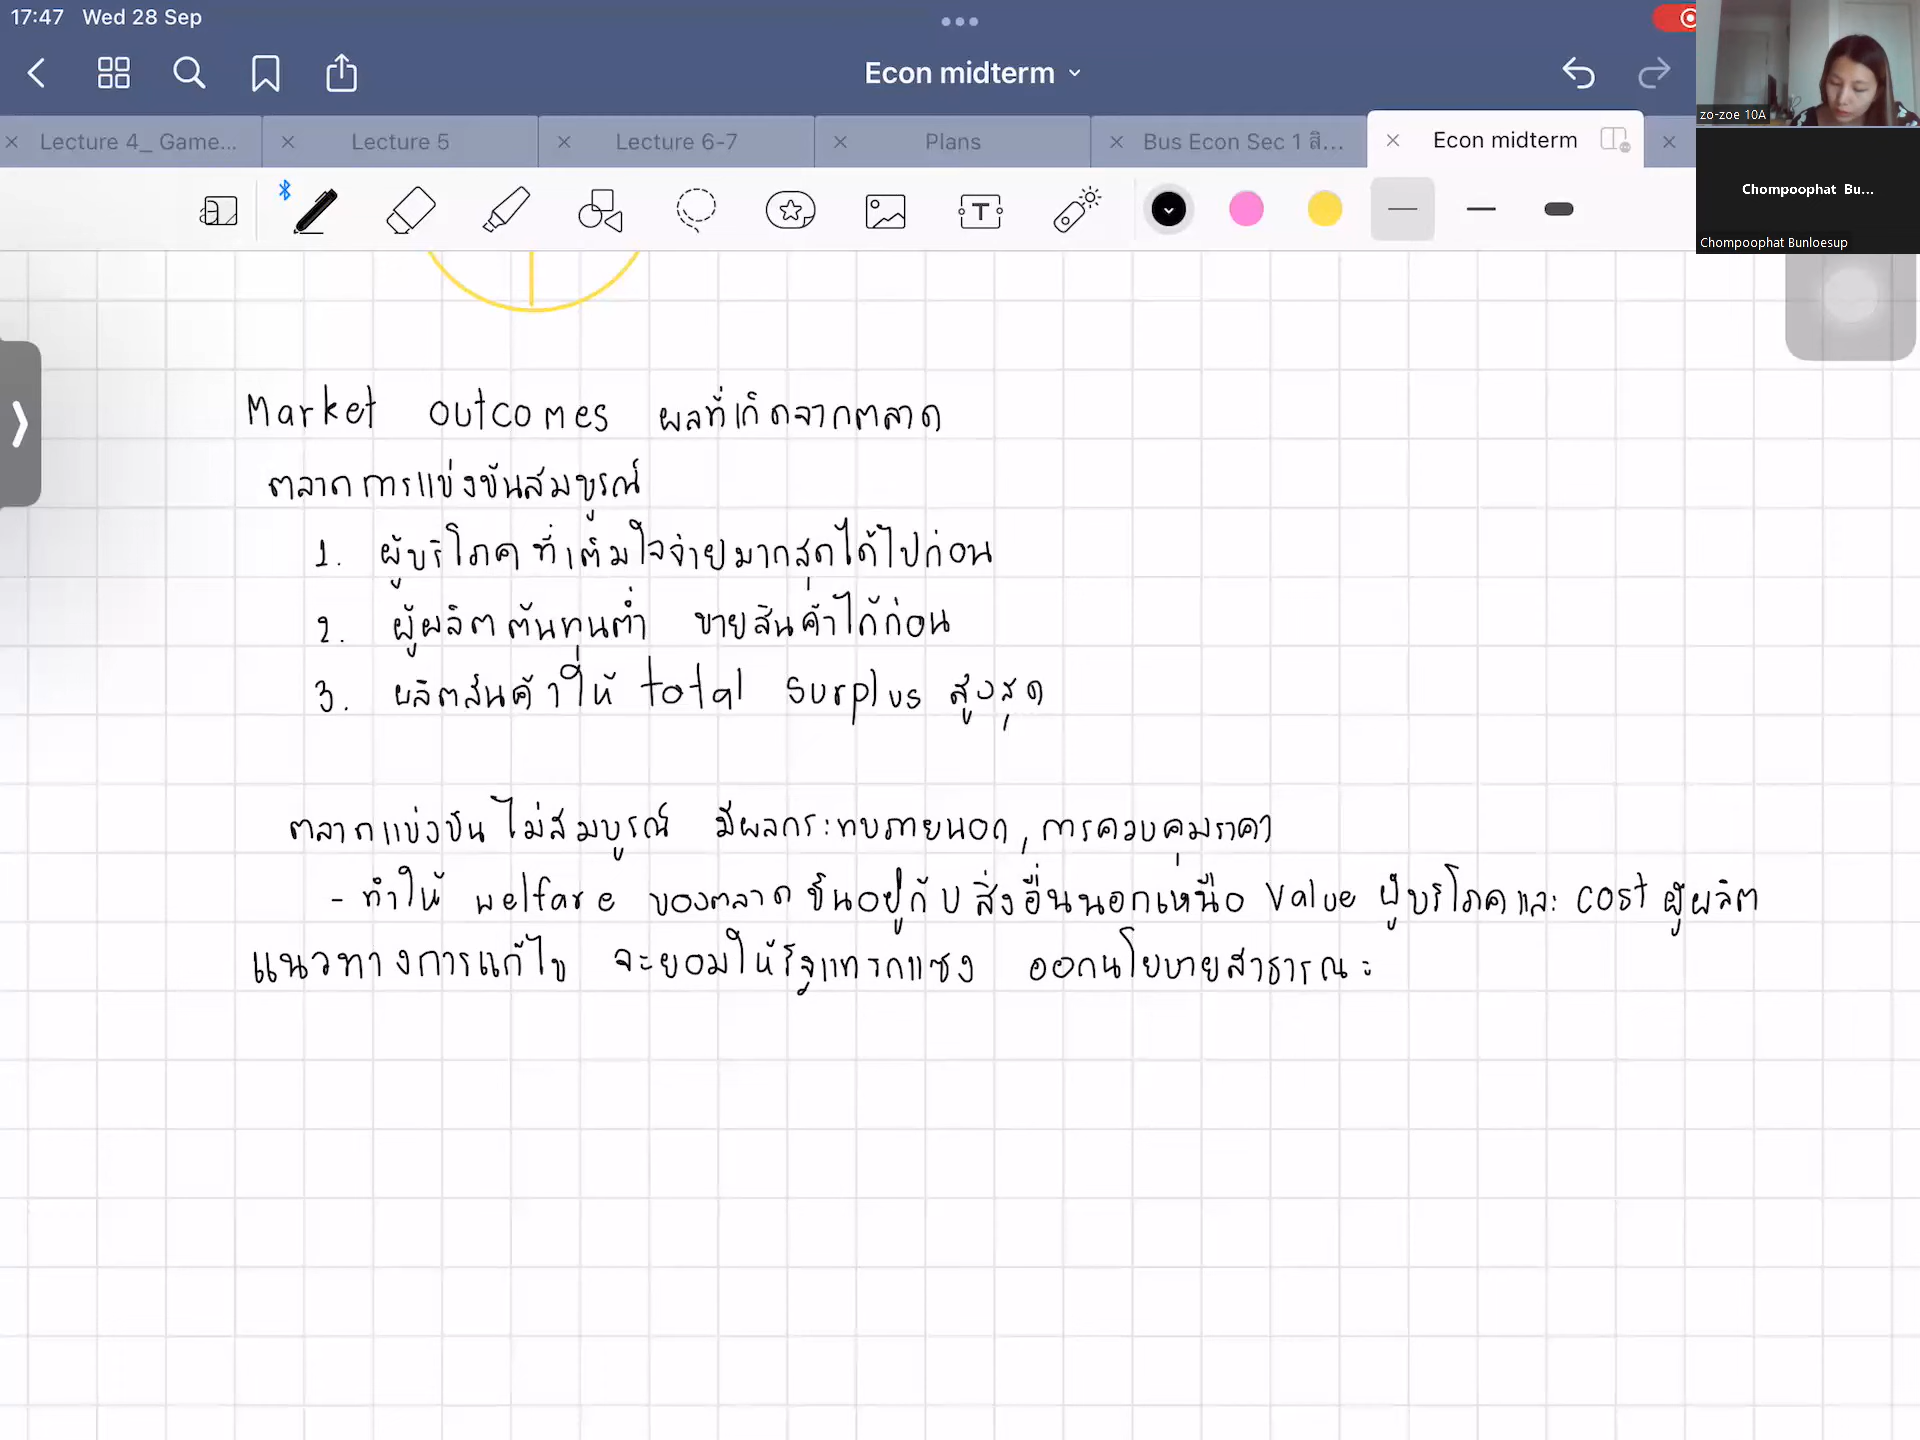 17:47 Wed 28 Sep
Econ midterm
zo-zoe 10A
Lecture 4_ Game...
Lecture 5
Lecture 6-7
Plans
Bus Econ Sec 1 สิ...
Econ midterm
Chompoophat Bu...
Chompoophat Bunloesup
Market outcomes ผลที่เกิดจากตลาด
ตลาดการแข่งขันสมบูรณ์
1. ผู้บริโภคที่เต็มใจจ่ายมากสุดได้ไปก่อน
2. ผู้ผลิตต้นทุนต่ำ ขายสินค้าได้ก่อน
3. ผลิตสินค้าให้ total surplus สูงสุด
ตลาดแข่งขันไม่สมบูรณ์ มีผลกระทบภายนอก, การควบคุมราคา
- ทำให้ welfare ของตลาดขึ้นอยู่กับสิ่งอื่นนอกเหนือ Value ผู้บริโภคและ cost ผู้ผลิต
แนวทางการแก้ไข จะยอมให้รัฐแทรกแซง ออกนโยบายสาธารณะ